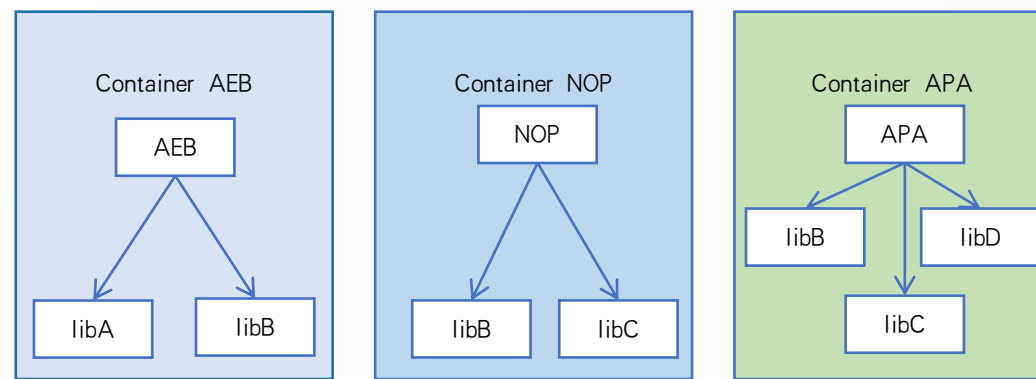 Container AEB
AEB
libA
libB
Container NOP
NOP
libB
libC
Container APA
APA
libB
libD
libC